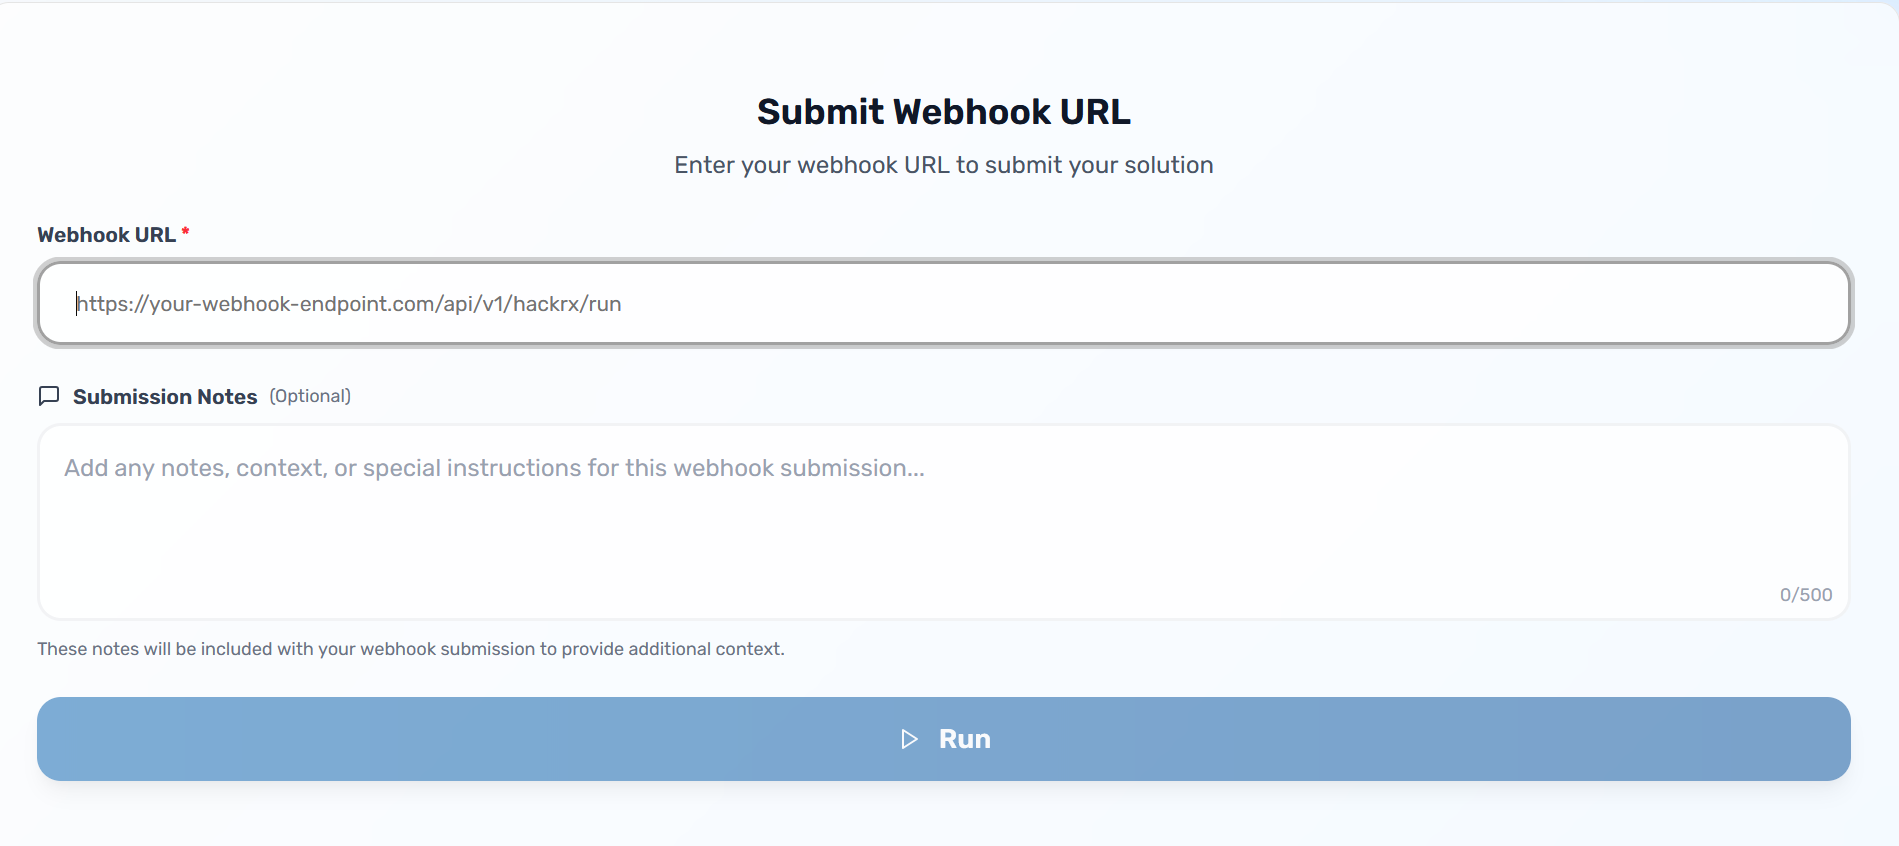 Submit Webhook URL
Enter your webhook URL to submit your solution
Webhook URL *
https://your-webhook-endpoint.com/api/v1/hackrx/run
Submission Notes (Optional)
Add any notes, context, or special instructions for this webhook submission...
0/500
These notes will be included with your webhook submission to provide additional context.
Run